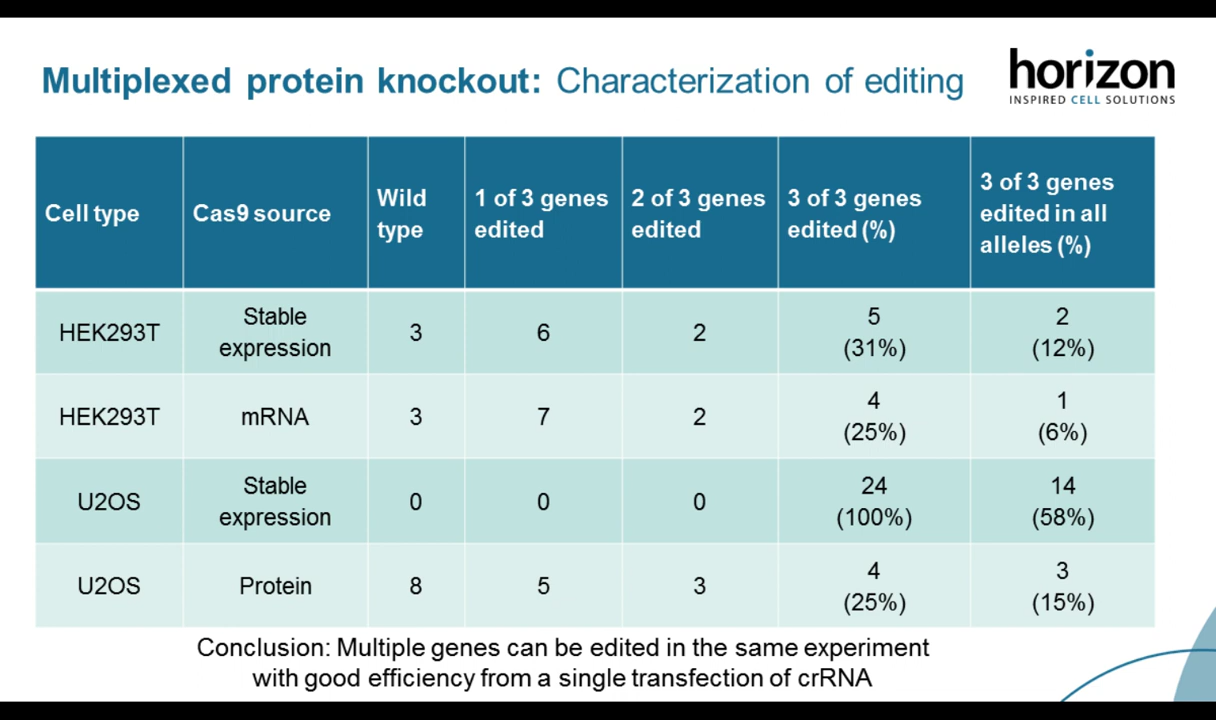 Multiplexed protein knockout: Characterization of editing
horizon
INSPIRED CELL SOLUTIONS
Cell type
Cas9 source
Wild
type
1 of 3 genes
edited
2 of 3 genes
edited
3 of 3 genes
edited (%)
3 of 3 genes
edited in all
alleles (%)
HEK293T
Stable
expression
3
6
2
5
(31%)
2
(12%)
HEK293T
mRNA
3
7
2
4
(25%)
1
(6%)
U2OS
Stable
expression
0
0
0
24
(100%)
14
(58%)
U2OS
Protein
8
5
3
4
(25%)
3
(15%)
Conclusion: Multiple genes can be edited in the same experiment
with good efficiency from a single transfection of crRNA